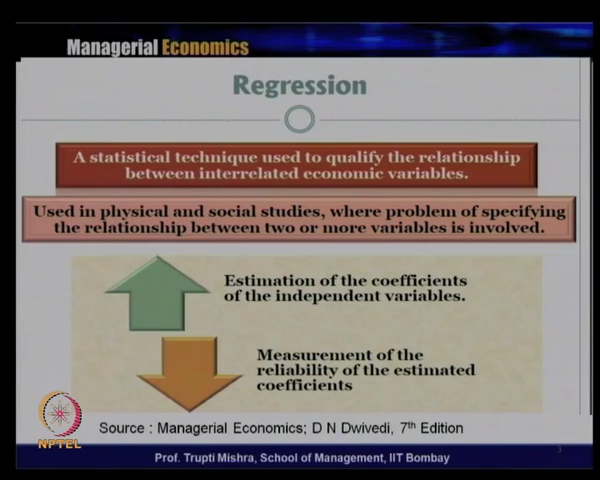 Managerial Economics
Regression
A statistical technique used to qualify the relationship
between interrelated economic variables.
Used in physical and social studies, where problem of specifying
the relationship between two or more variables is involved.
Estimation of the coefficients
of the independent variables.
Measurement of the
reliability of the estimated
coefficients
Source : Managerial Economics; D N Dwivedi, 7th Edition
NPTEL
3
Prof. Trupti Mishra, School of Management, IIT Bombay